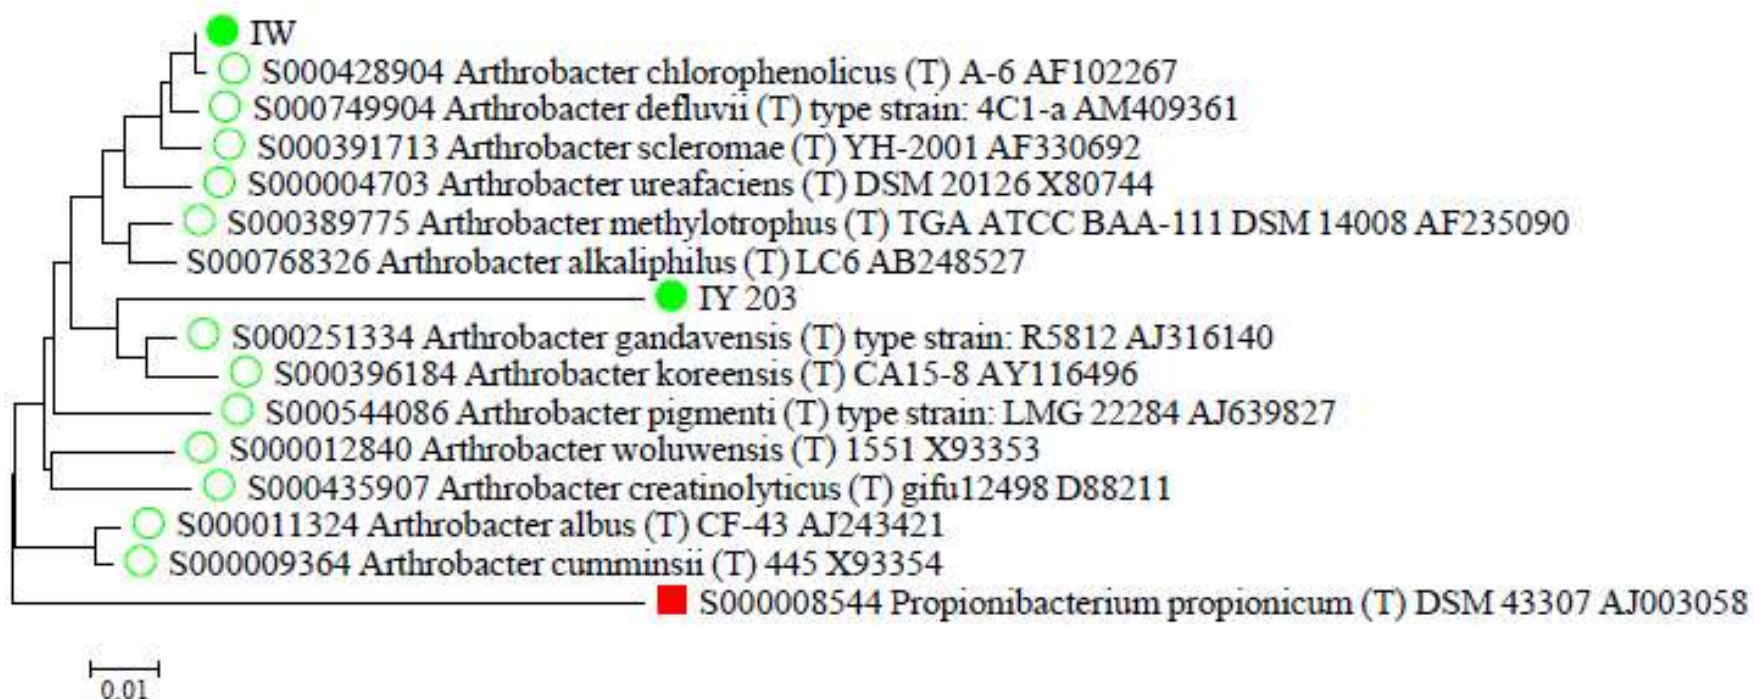 IW
S000428904 Arthrobacter chlorophenolicus (T) A-6 AF102267
S000749904 Arthrobacter defluvii (T) type strain: 4C1-a AM409361
S000391713 Arthrobacter scleromae (T) YH-2001 AF330692
S000004703 Arthrobacter ureafaciens (T) DSM 20126 X80744
S000389775 Arthrobacter methylotrophus (T) TGA ATCC BAA-111 DSM 14008 AF235090
S000768326 Arthrobacter alkaliphilus (T) LC6 AB248527
IY 203
S000251334 Arthrobacter gandavensis (T) type strain: R5812 AJ316140
S000396184 Arthrobacter koreensis (T) CA15-8 AY116496
S000544086 Arthrobacter pigmenti (T) type strain: LMG 22284 AJ639827
S000012840 Arthrobacter woluwensis (T) 1551 X93353
S000435907 Arthrobacter creatinolyticus (T) gifu12498 D88211
S000011324 Arthrobacter albus (T) CF-43 AJ243421
S000009364 Arthrobacter cumminsii (T) 445 X93354
S000008544 Propionibacterium propionicum (T) DSM 43307 AJ003058
0.01